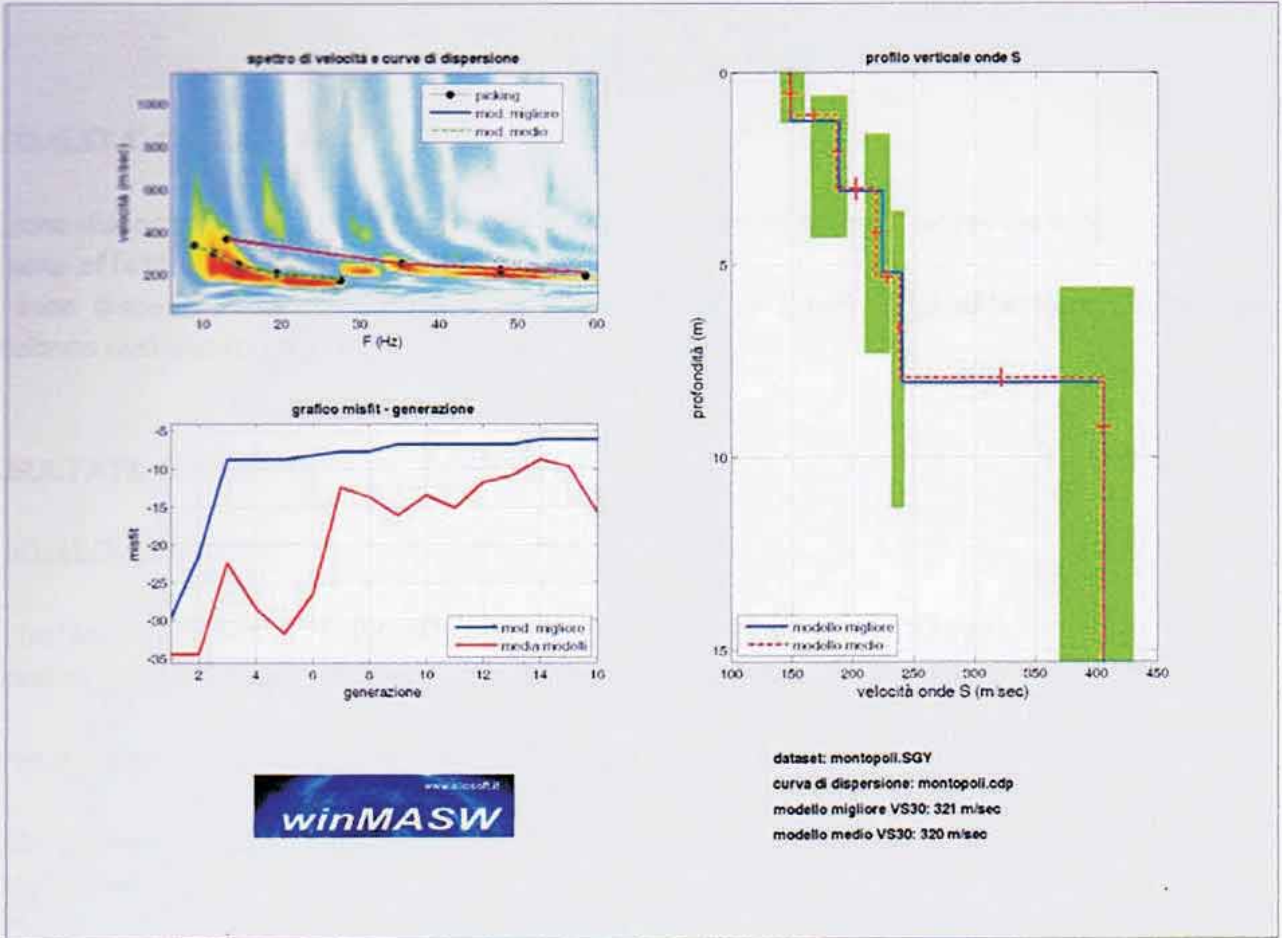 spettro di velocità e curva di dispersione
picking
mod. migliore
mod. medio
velocità (m/sec)
1000
800
600
400
200
10
20
30
40
50
60
F (Hz)
grafico misfit - generazione
misfit
-5
-10
-15
-20
-25
-30
-35
mod. migliore
media modelli
2
4
6
8
10
12
14
16
generazione
www.eliosoft.it
winMASW
profilo verticale onde S
profondità (m)
0
5
10
15
modello migliore
modello medio
100
150
200
250
300
350
400
450
velocità onde S (m/sec)
dataset: montopoli.SGY
curva di dispersione: montopoli.cdp
modello migliore VS30: 321 m/sec
modello medio VS30: 320 m/sec